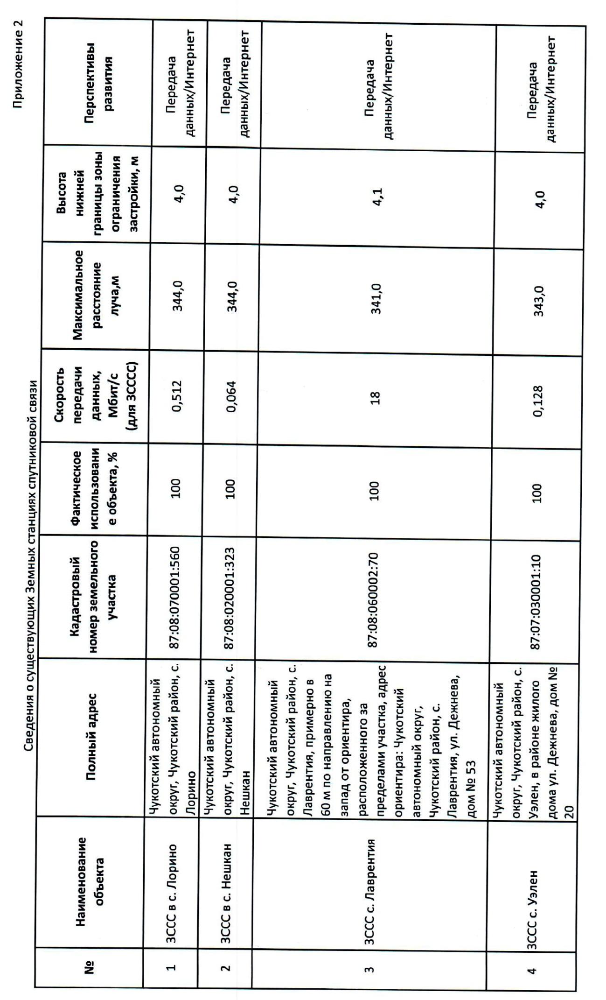 Приложение 2
Сведения о существующих Земных станциях спутниковой связи
№
Наименование
объекта
Полный адрес
Кадастровый
номер земельного
участка
Фактическое
использовани
е объекта, %
Скорость
передачи
данных,
Мбит/с
(для ЗССС)
Максимальное
расстояние
луча,м
Высота
нижней
границы зоны
ограничения
застройки, м
Перспективы
развития
1
ЗССС в с. Лорино
Чукотский автономный
округ, Чукотский район, с.
Лорино
87:08:070001:560
100
0,512
344,0
4,0
Передача
данных/Интернет
2
ЗССС в с. Нешкан
Чукотский автономный
округ, Чукотский район, с.
Нешкан
87:08:020001:323
100
0,064
344,0
4,0
Передача
данных/Интернет
3
ЗССС с. Лаврентия
Чукотский автономный
округ, Чукотский район, с.
Лаврентия, примерно в
60 м по направлению на
запад от ориентира,
расположенного за
пределами участка, адрес
ориентира: Чукотский
автономный округ,
Чукотский район, с.
Лаврентия, ул. Дежнева,
дом № 53
87:08:060002:70
100
18
341,0
4,1
Передача
данных/Интернет
4
ЗССС с. Уэлен
Чукотский автономный
округ, Чукотский район, с.
Уэлен, в районе жилого
дома ул. Дежнева, дом №
20
87:07:030001:10
100
0,128
343,0
4,0
Передача
данных/Интернет